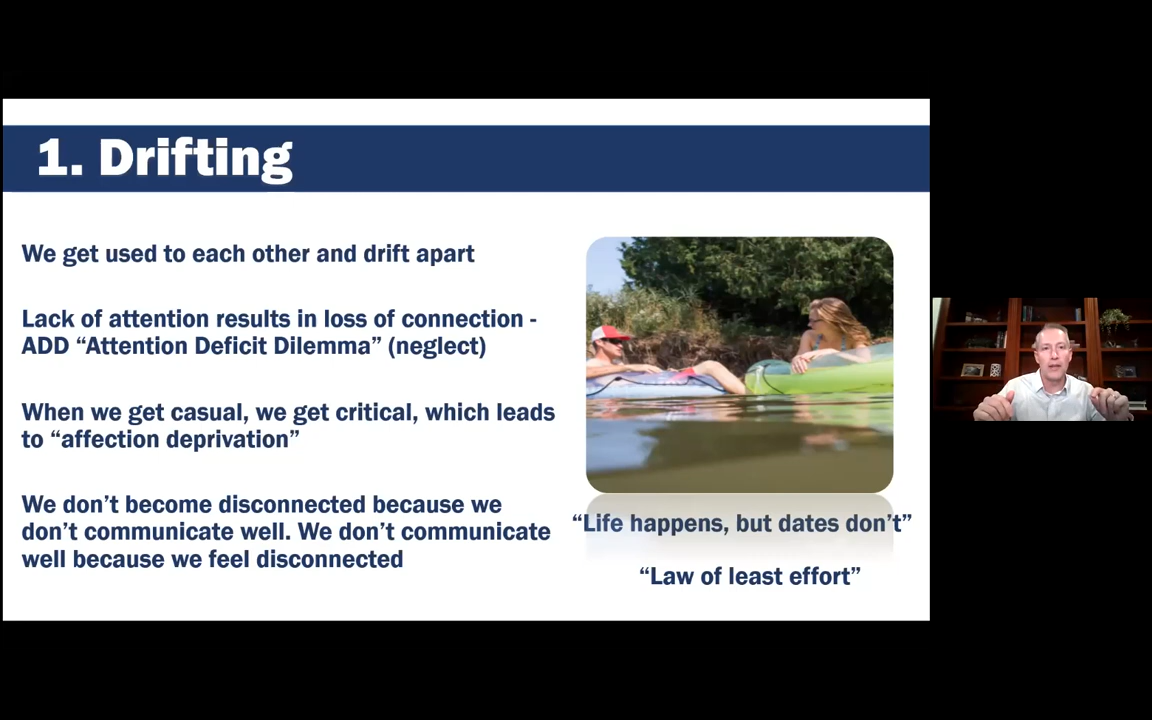 1. Drifting
We get used to each other and drift apart
Lack of attention results in loss of connection -
ADD “Attention Deficit Dilemma” (neglect)
When we get casual, we get critical, which leads
to “affection deprivation”
We don’t become disconnected because we
don’t communicate well. We don’t communicate
well because we feel disconnected
“Life happens, but dates don’t”
“Law of least effort”